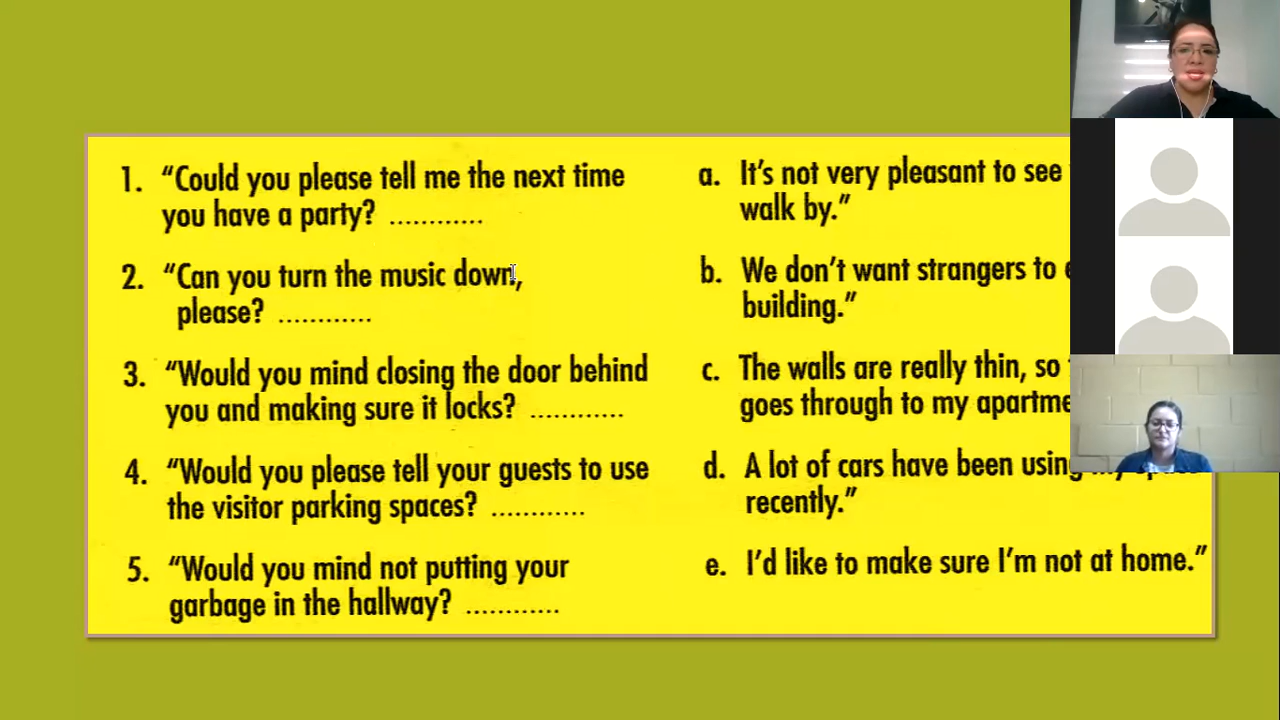 1. “Could you please tell me the next time
you have a party? ............
2. “Can you turn the music down,
please? ............
3. “Would you mind closing the door behind
you and making sure it locks? ............
4. “Would you please tell your guests to use
the visitor parking spaces? ............
5. “Would you mind not putting your
garbage in the hallway? ............
a. It’s not very pleasant to see
walk by.”
b. We don’t want strangers to
building.”
c. The walls are really thin, so
goes through to my
d. A lot of cars have been using
recently.”
e. I’d like to make sure I’m not at home.”